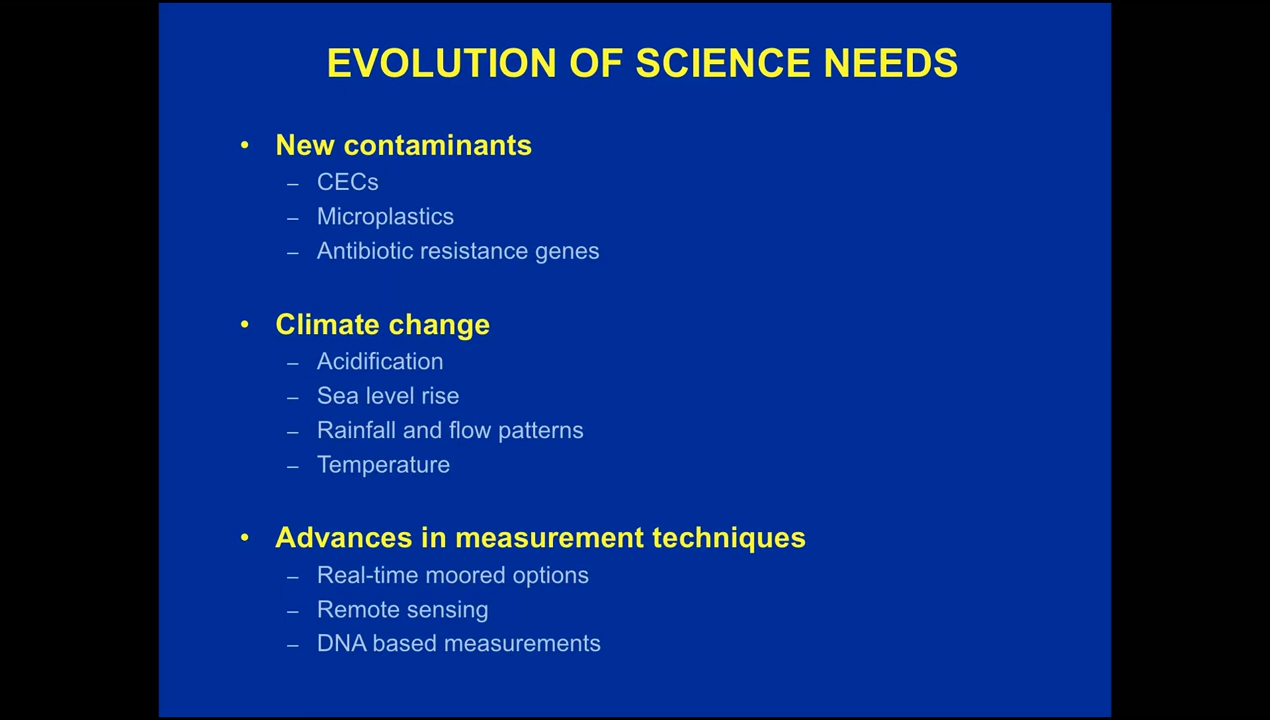 EVOLUTION OF SCIENCE NEEDS
• New contaminants
– CECs
– Microplastics
– Antibiotic resistance genes
• Climate change
– Acidification
– Sea level rise
– Rainfall and flow patterns
– Temperature
• Advances in measurement techniques
– Real-time moored options
– Remote sensing
– DNA based measurements